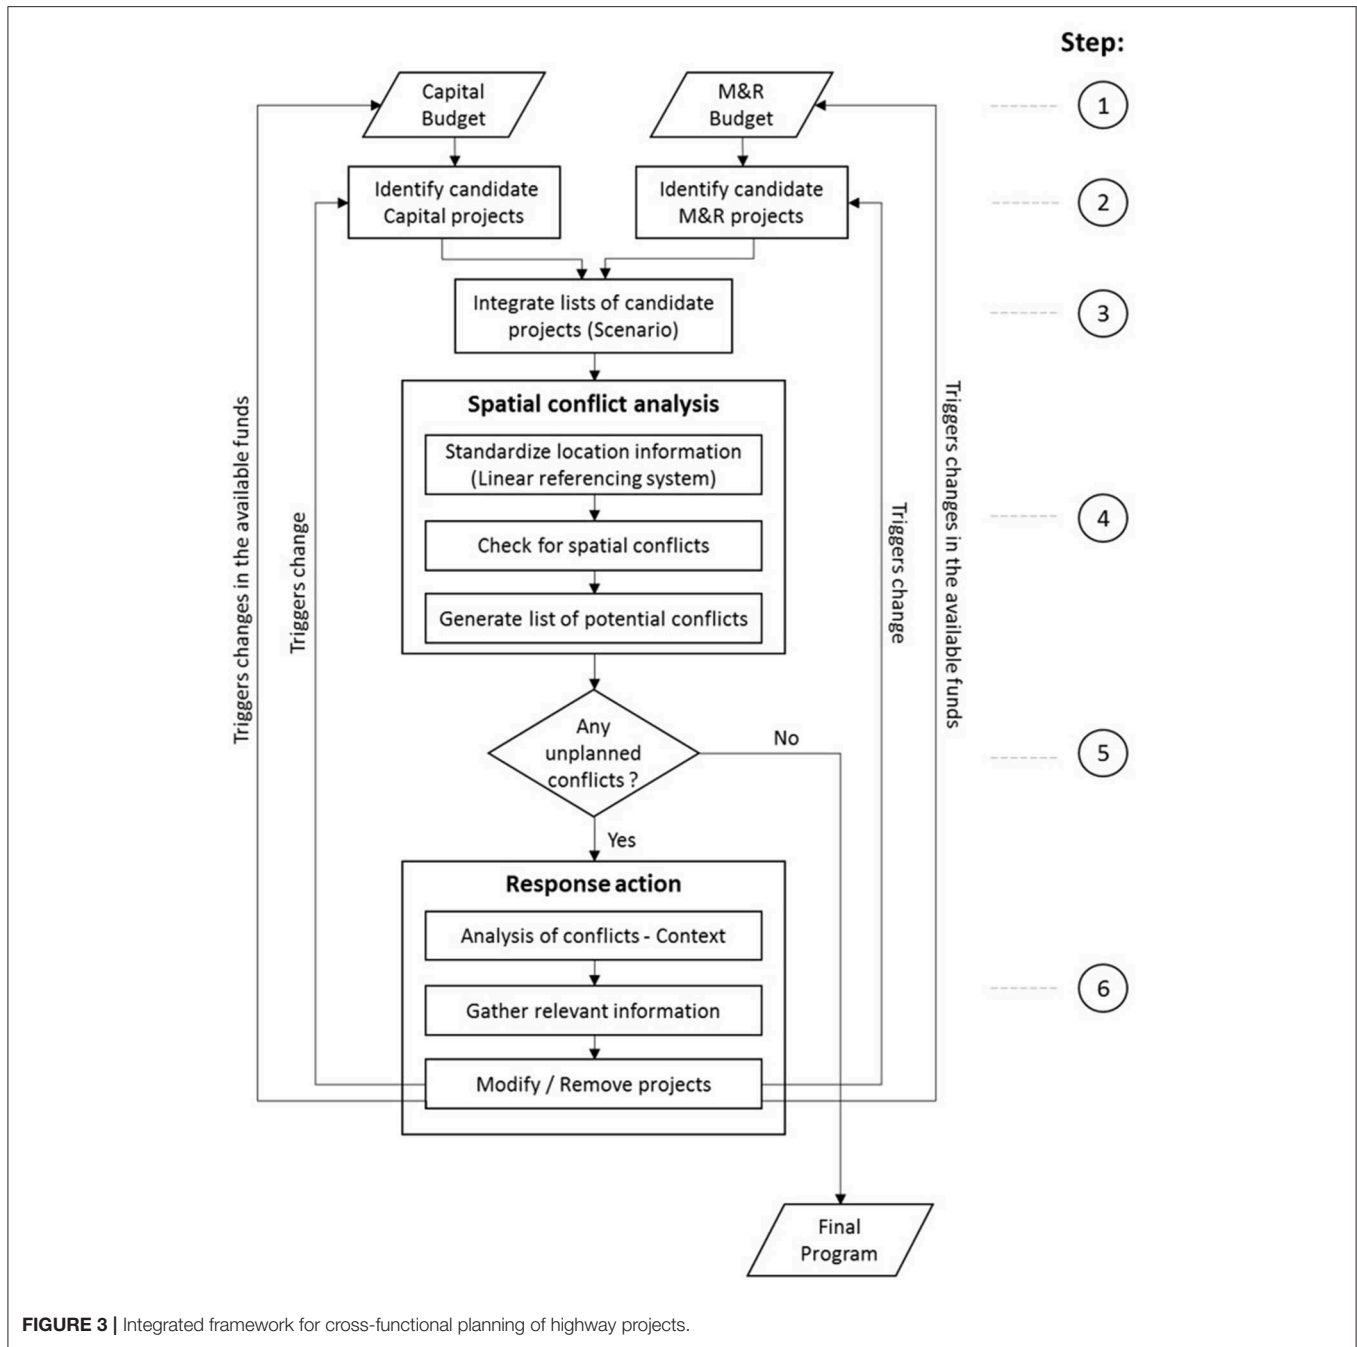 Step:
Capital
Budget
M&R
Budget
1
Identify candidate
Capital projects
Identify candidate
M&R projects
2
Integrate lists of candidate
projects (Scenario)
3
Spatial conflict analysis
Standardize location information
(Linear referencing system)
Check for spatial conflicts
Generate list of potential conflicts
4
Triggers changes in the available funds
Triggers change
Triggers change
Triggers changes in the available funds
Any
unplanned
conflicts ?
No
Yes
5
Response action
Analysis of conflicts - Context
Gather relevant information
Modify / Remove projects
6
Final
Program
FIGURE 3 | Integrated framework for cross-functional planning of highway projects.